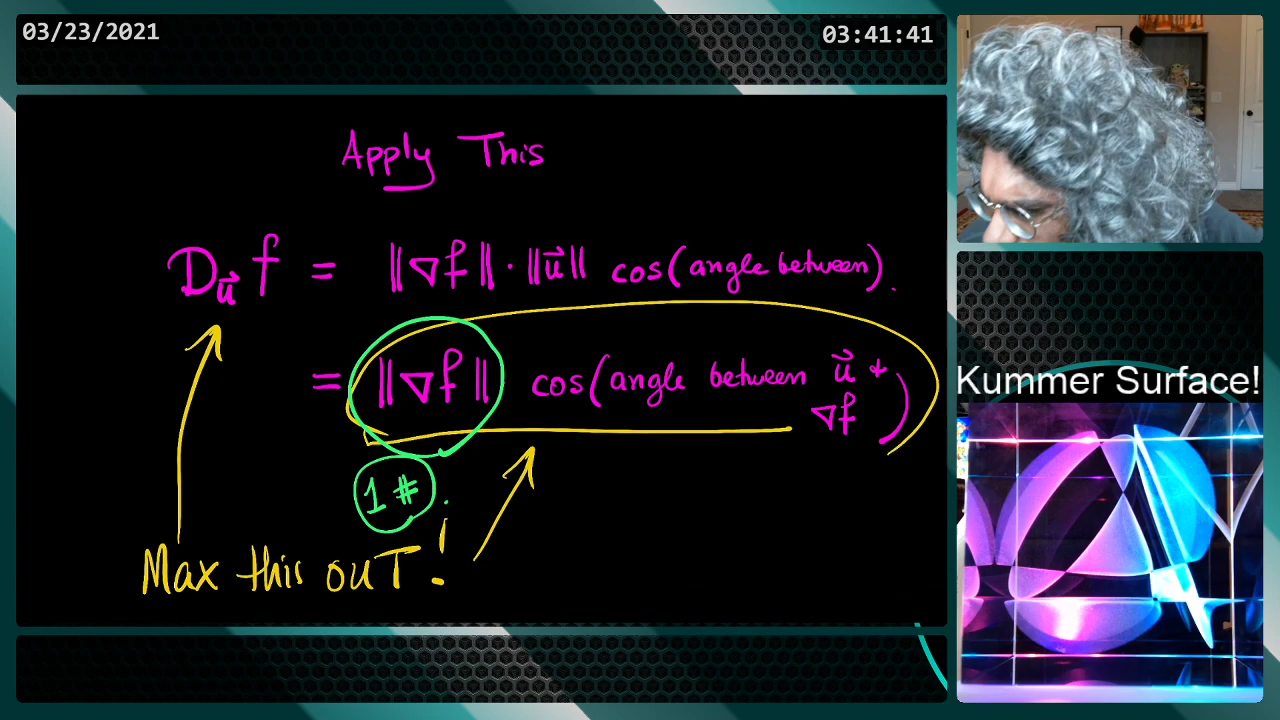 03/23/2021
03:41:41
Apply This
D_u⃗ f = ||∇f|| · ||u⃗|| cos(angle between).
= ||∇f|| cos(angle between u⃗ +
∇f)
1 #
Max this ouT!
Kummer Surface!